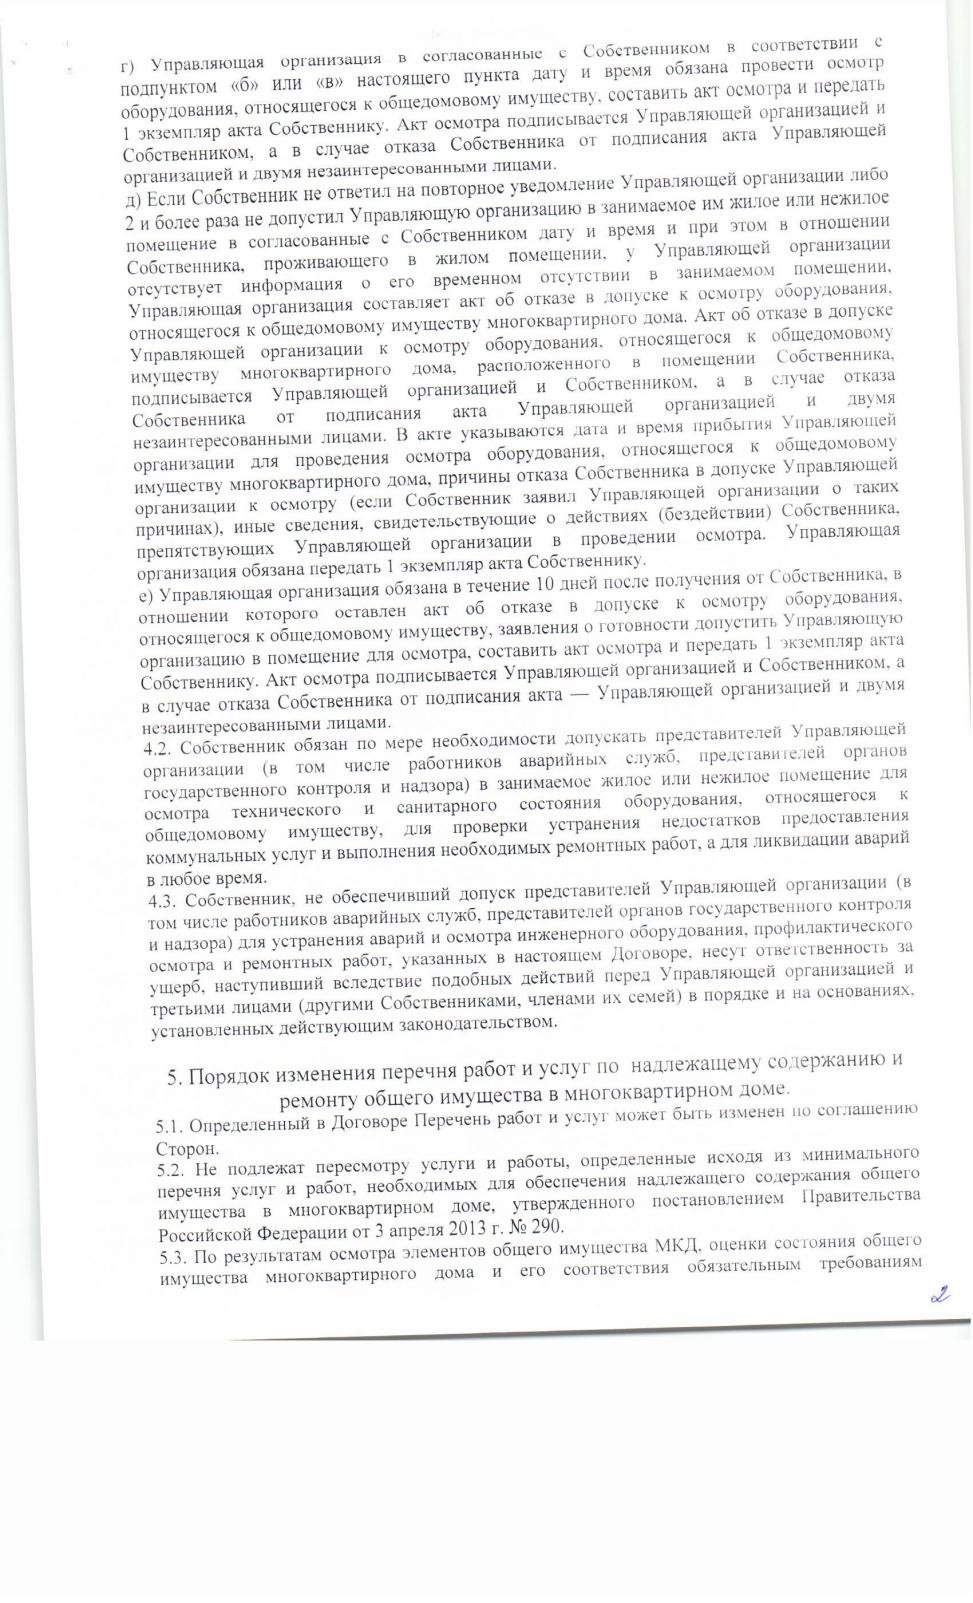 г) Управляющая организация в согласованные с Собственником в соответствии с
подпунктом «б» или «в» настоящего пункта дату и время обязана провести осмотр
оборудования, относящегося к общедомовому имуществу, составить акт осмотра и передать
1 экземпляр акта Собственнику. Акт осмотра подписывается Управляющей организацией и
Собственником, а в случае отказа Собственника от подписания акта Управляющей
организацией и двумя незаинтересованными лицами.
д) Если Собственник не ответил на повторное уведомление Управляющей организации либо
2 и более раза не допустил Управляющую организацию в занимаемое им жилое или нежилое
помещение в согласованные с Собственником дату и время и при этом в отношении
Собственника, проживающего в жилом помещении, у Управляющей организации
отсутствует информация о его временном отсутствии в занимаемом помещении,
Управляющая организация составляет акт об отказе в допуске к осмотру оборудования,
относящегося к общедомовому имуществу многоквартирного дома. Акт об отказе в допуске
Управляющей организации к осмотру оборудования, относящегося к общедомовому
имуществу многоквартирного дома, расположенного в помещении Собственника,
подписывается Управляющей организацией и Собственником, а в случае отказа
Собственника от подписания акта Управляющей организацией и двумя
незаинтересованными лицами. В акте указываются дата и время прибытия Управляющей
организации для проведения осмотра оборудования, относящегося к общедомовому
имуществу многоквартирного дома, причины отказа Собственника в допуске Управляющей
организации к осмотру (если Собственник заявил Управляющей организации о таких
причинах), иные сведения, свидетельствующие о действиях (бездействии) Собственника,
препятствующих Управляющей организации в проведении осмотра. Управляющая
организация обязана передать 1 экземпляр акта Собственнику.
е) Управляющая организация обязана в течение 10 дней после получения от Собственника, в
отношении которого оставлен акт об отказе в допуске к осмотру оборудования,
относящегося к общедомовому имуществу, заявления о готовности допустить Управляющую
организацию в помещение для осмотра, составить акт осмотра и передать 1 экземпляр акта
Собственнику. Акт осмотра подписывается Управляющей организацией и Собственником, а
в случае отказа Собственника от подписания акта — Управляющей организацией и двумя
незаинтересованными лицами.
4.2. Собственник обязан по мере необходимости допускать представителей Управляющей
организации (в том числе работников аварийных служб, представителей органов
государственного контроля и надзора) в занимаемое жилое или нежилое помещение для
осмотра технического и санитарного состояния оборудования, относящегося к
общедомовому имуществу, для проверки устранения недостатков предоставления
коммунальных услуг и выполнения необходимых ремонтных работ, а для ликвидации аварий
в любое время.
4.3. Собственник, не обеспечивший допуск представителей Управляющей организации (в
том числе работников аварийных служб, представителей органов государственного контроля
и надзора) для устранения аварий и осмотра инженерного оборудования, профилактического
осмотра и ремонтных работ, указанных в настоящем Договоре, несут ответственность за
ущерб, наступивший вследствие подобных действий перед Управляющей организацией и
третьими лицами (другими Собственниками, членами их семей) в порядке и на основаниях,
установленных действующим законодательством.
5. Порядок изменения перечня работ и услуг по надлежащему содержанию и
ремонту общего имущества в многоквартирном доме.
5.1. Определенный в Договоре Перечень работ и услуг может быть изменен по соглашению
Сторон.
5.2. Не подлежат пересмотру услуги и работы, определенные исходя из минимального
перечня услуг и работ, необходимых для обеспечения надлежащего содержания общего
имущества в многоквартирном доме, утвержденного постановлением Правительства
Российской Федерации от 3 апреля 2013 г. № 290.
5.3. По результатам осмотра элементов общего имущества МКД, оценки состояния общего
имущества многоквартирного дома и его соответствия обязательным требованиям
2